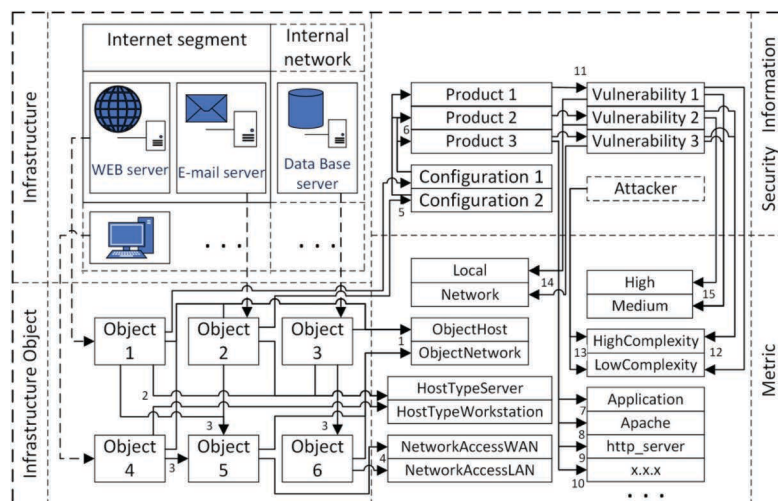 Internet segment
Internal
network
WEB server
E-mail server
Data Base
server
. . .
. . .
Infrastructure
Infrastructure Object
Object
1
Object
2
Object
3
Object
4
Object
5
Object
6
2
3
3
3
Product 1
Product 2
Product 3
6
Configuration 1
Configuration 2
5
11
Vulnerability 1
Vulnerability 2
Vulnerability 3
Attacker
Security Information
Local
Network
14
High
Medium
15
ObjectHost
ObjectNetwork
1
HighComplexity
LowComplexity
13
12
HostTypeServer
HostTypeWorkstation
NetworkAccessWAN
NetworkAccessLAN
4
Application
Apache
http_server
x.x.x
7
8
9
10
. . .
Metric